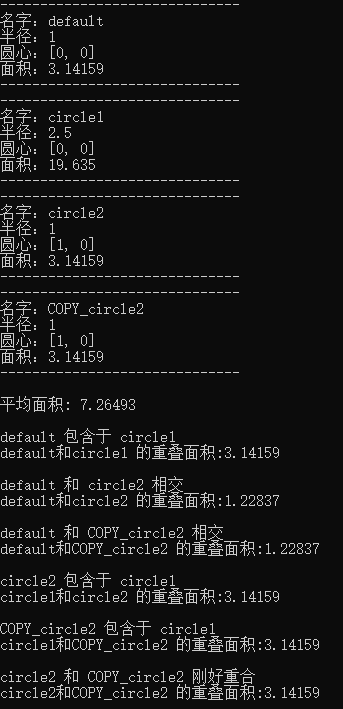 ------------------------------
名字：default
半径：1
圆心：[0, 0]
面积：3.14159
------------------------------
------------------------------
名字：circle1
半径：2.5
圆心：[0, 0]
面积：19.635
------------------------------
------------------------------
名字：circle2
半径：1
圆心：[1, 0]
面积：3.14159
------------------------------
------------------------------
名字：COPY_circle2
半径：1
圆心：[1, 0]
面积：3.14159
------------------------------
平均面积: 7.26493
default 包含于 circle1
default和circle1 的重叠面积:3.14159
default 和 circle2 相交
default和circle2 的重叠面积:1.22837
default 和 COPY_circle2 相交
default和COPY_circle2 的重叠面积:1.22837
circle2 包含于 circle1
circle1和circle2 的重叠面积:3.14159
COPY_circle2 包含于 circle1
circle1和COPY_circle2 的重叠面积:3.14159
circle2 和 COPY_circle2 刚好重合
circle2和COPY_circle2 的重叠面积:3.14159